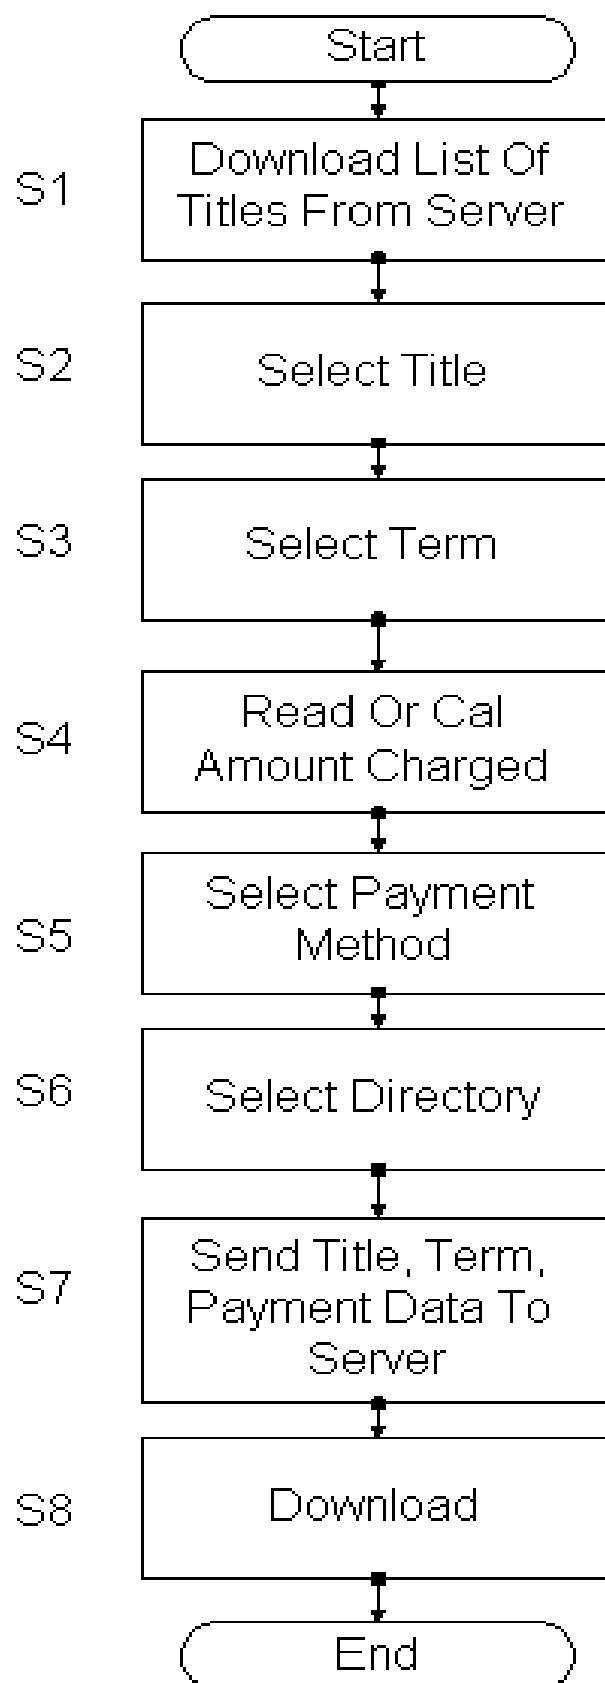 Start
S1
Download List Of
Titles From Server
S2
Select Title
S3
Select Term
S4
Read Or Cal
Amount Charged
S5
Select Payment
Method
S6
Select Directory
S7
Send Title, Term,
Payment Data To
Server
S8
Download
End